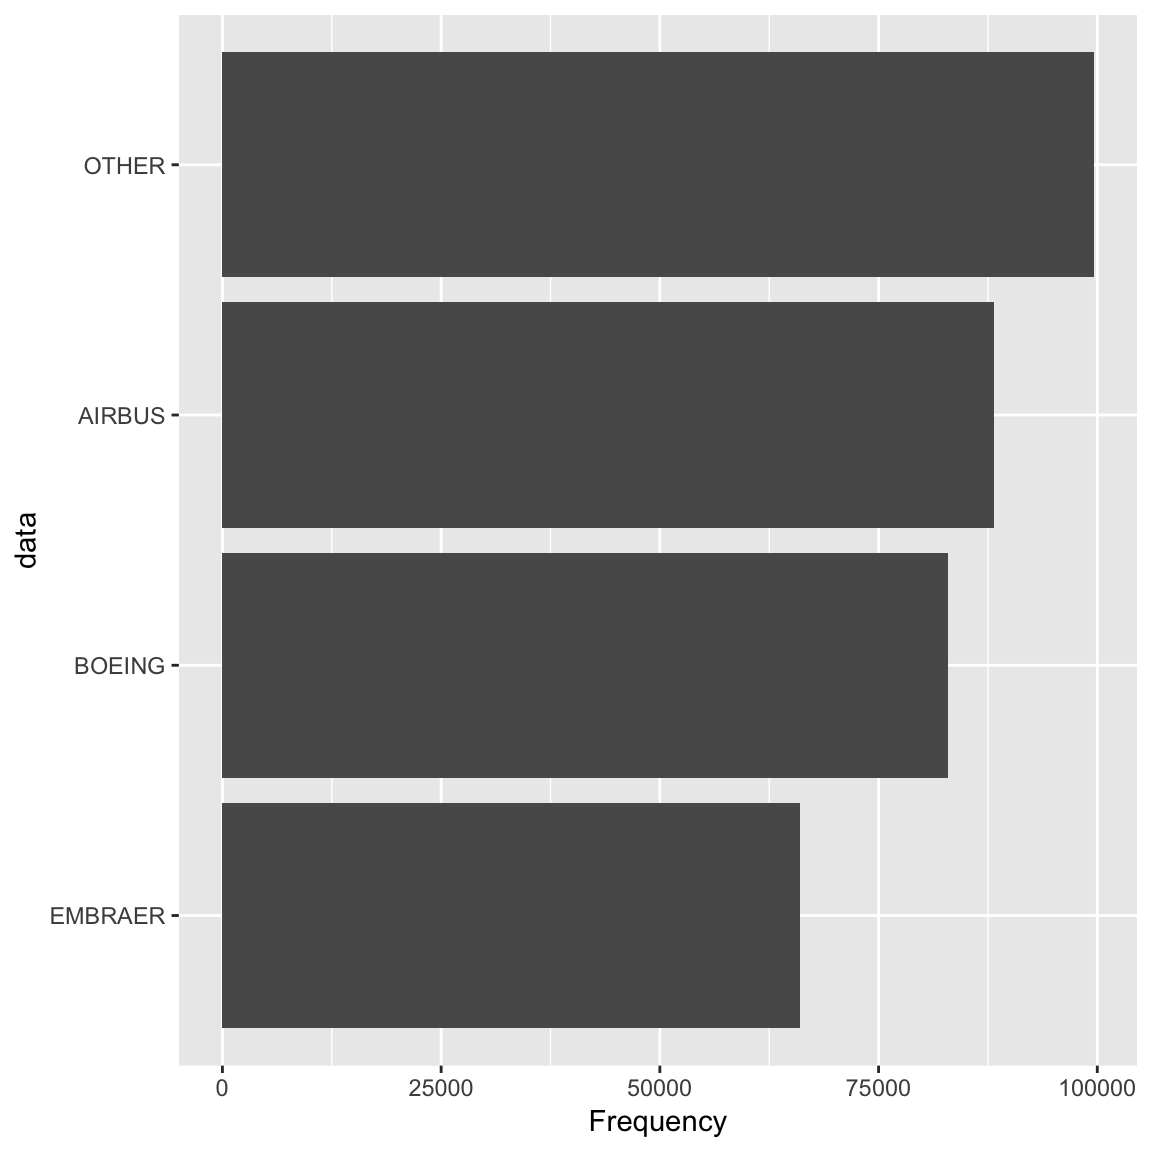 OTHER
AIRBUS
BOEING
EMBRAER
data
0 25000 50000 75000 100000
Frequency